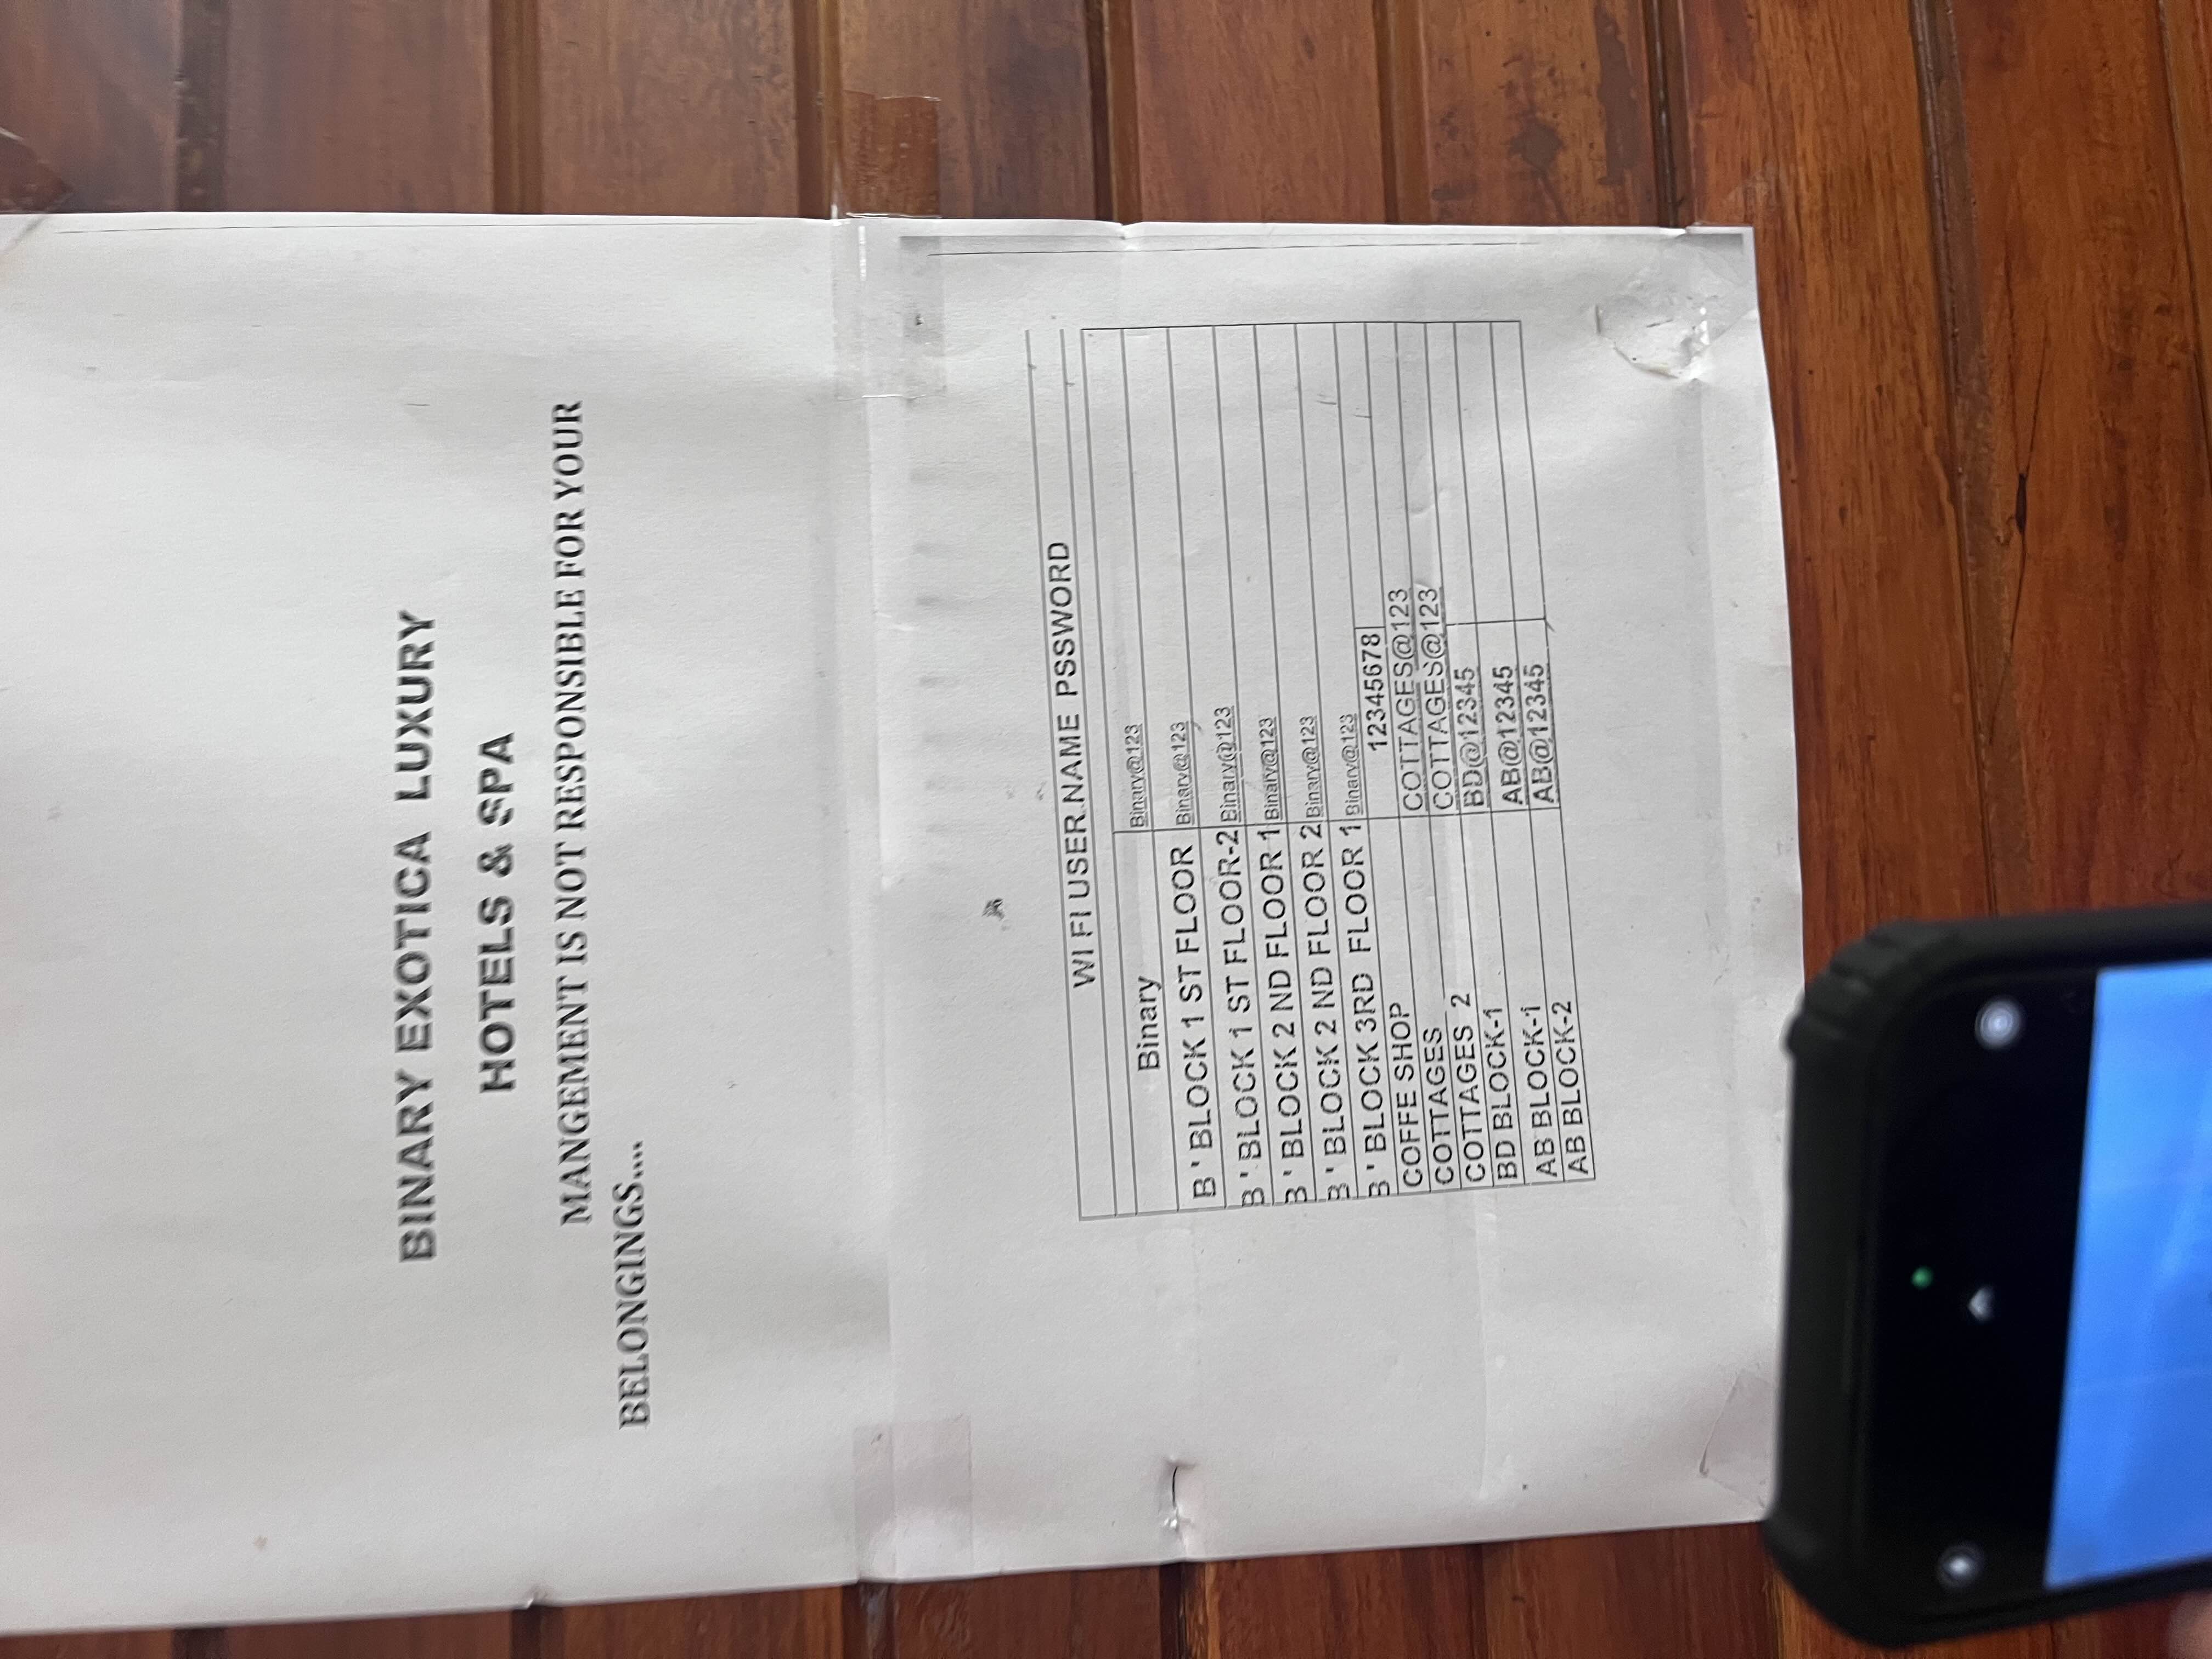 BINARY EXOTICA LUXURY
HOTELS & SPA
MANGEMENT IS NOT RESPONSIBLE FOR YOUR
BELONGINGS....
WI FI USER.NAME PSSWORD
Binary Binary@123
B ' BLOCK 1 ST FLOOR Binary@123
B ' BLOCK 1 ST FLOOR-2 Binary@123
B ' BLOCK 2 ND FLOOR 1 Binary@123
B ' BLOCK 2 ND FLOOR 2 Binary@123
B ' BLOCK 3RD FLOOR 1 Binary@123
COFFE SHOP 12345678
COTTAGES COTTAGES@123
COTTAGES 2 COTTAGES@123
BD BLOCK-1 BD@12345
AB BLOCK-1 AB@12345
AB BLOCK-2 AB@12345